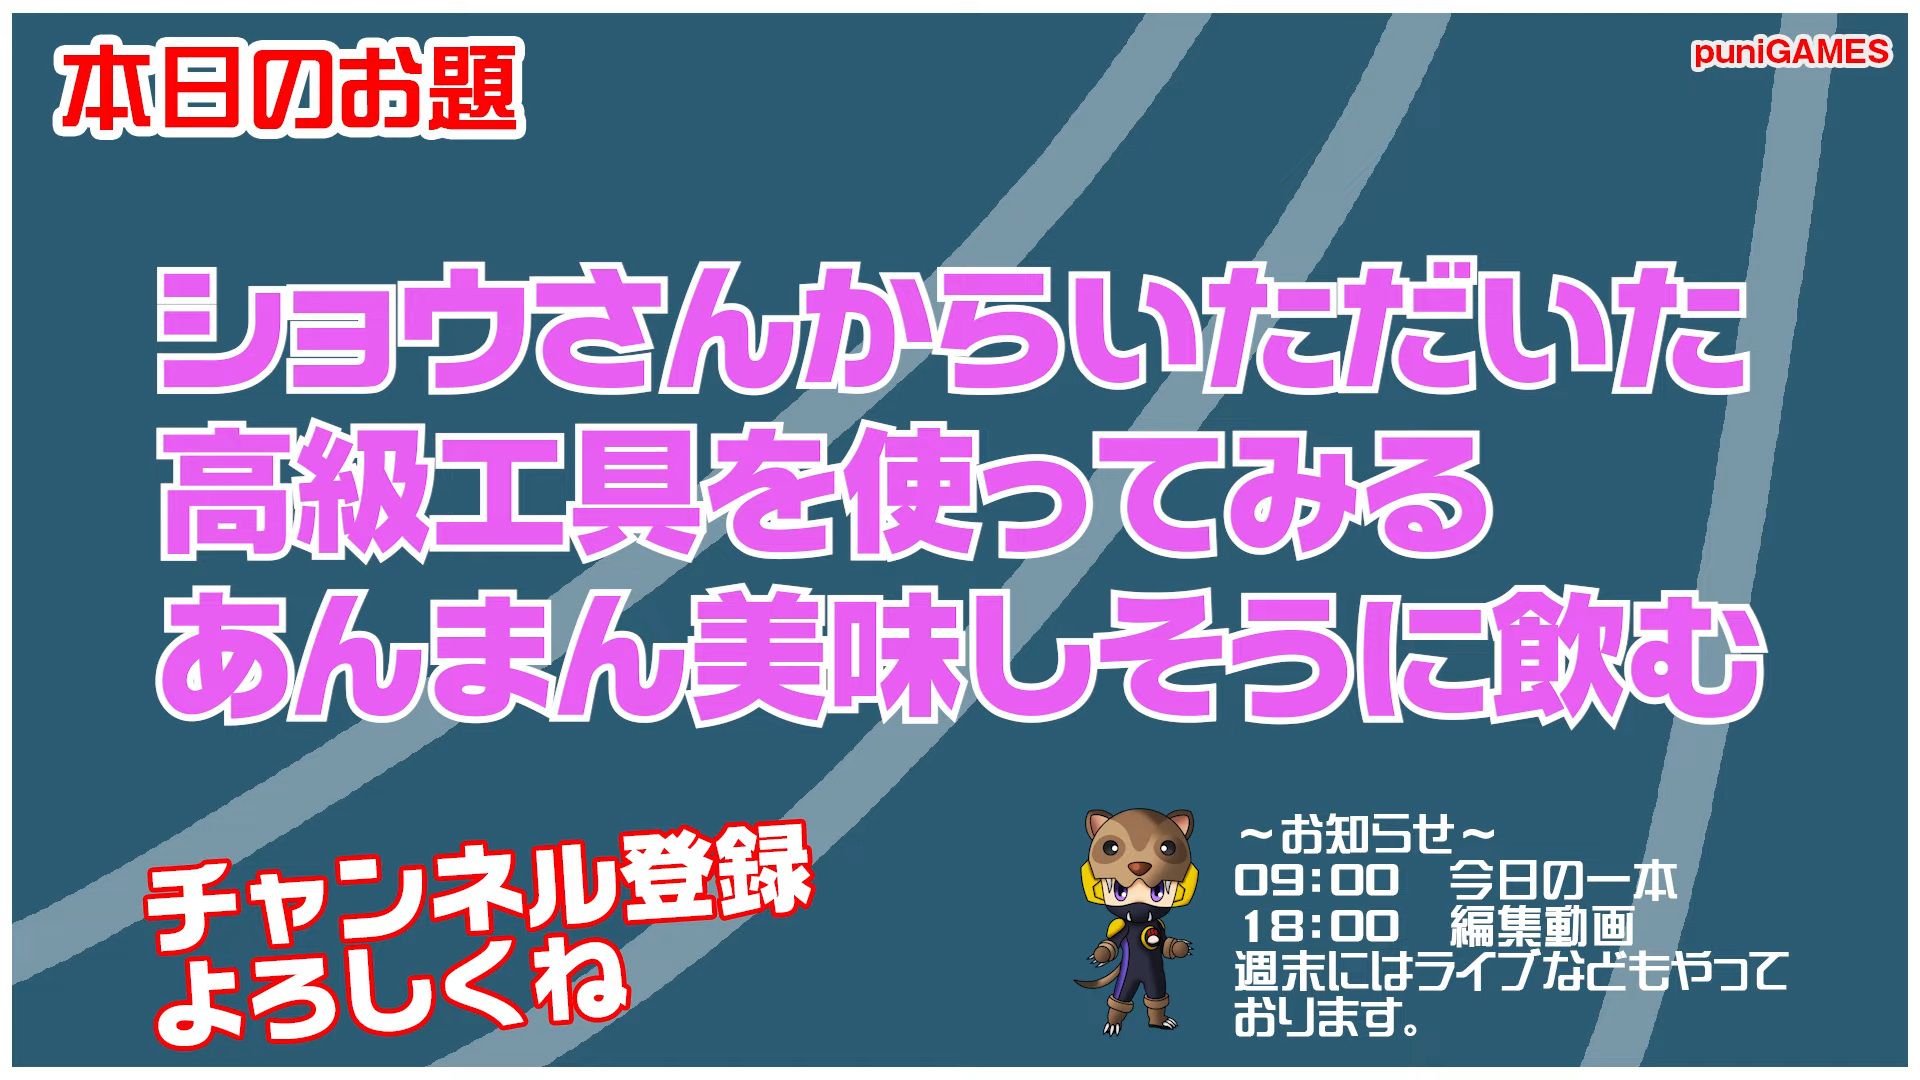 本日のお題
puniGAMES
ショウさんからいただいた
高級工具を使ってみる
あんまん美味しそうに飲む
チャンネル登録
よろしくね
～お知らせ～
09:00 今日の一本
18:00 編集動画
週末にはライブなどもやって
おります。